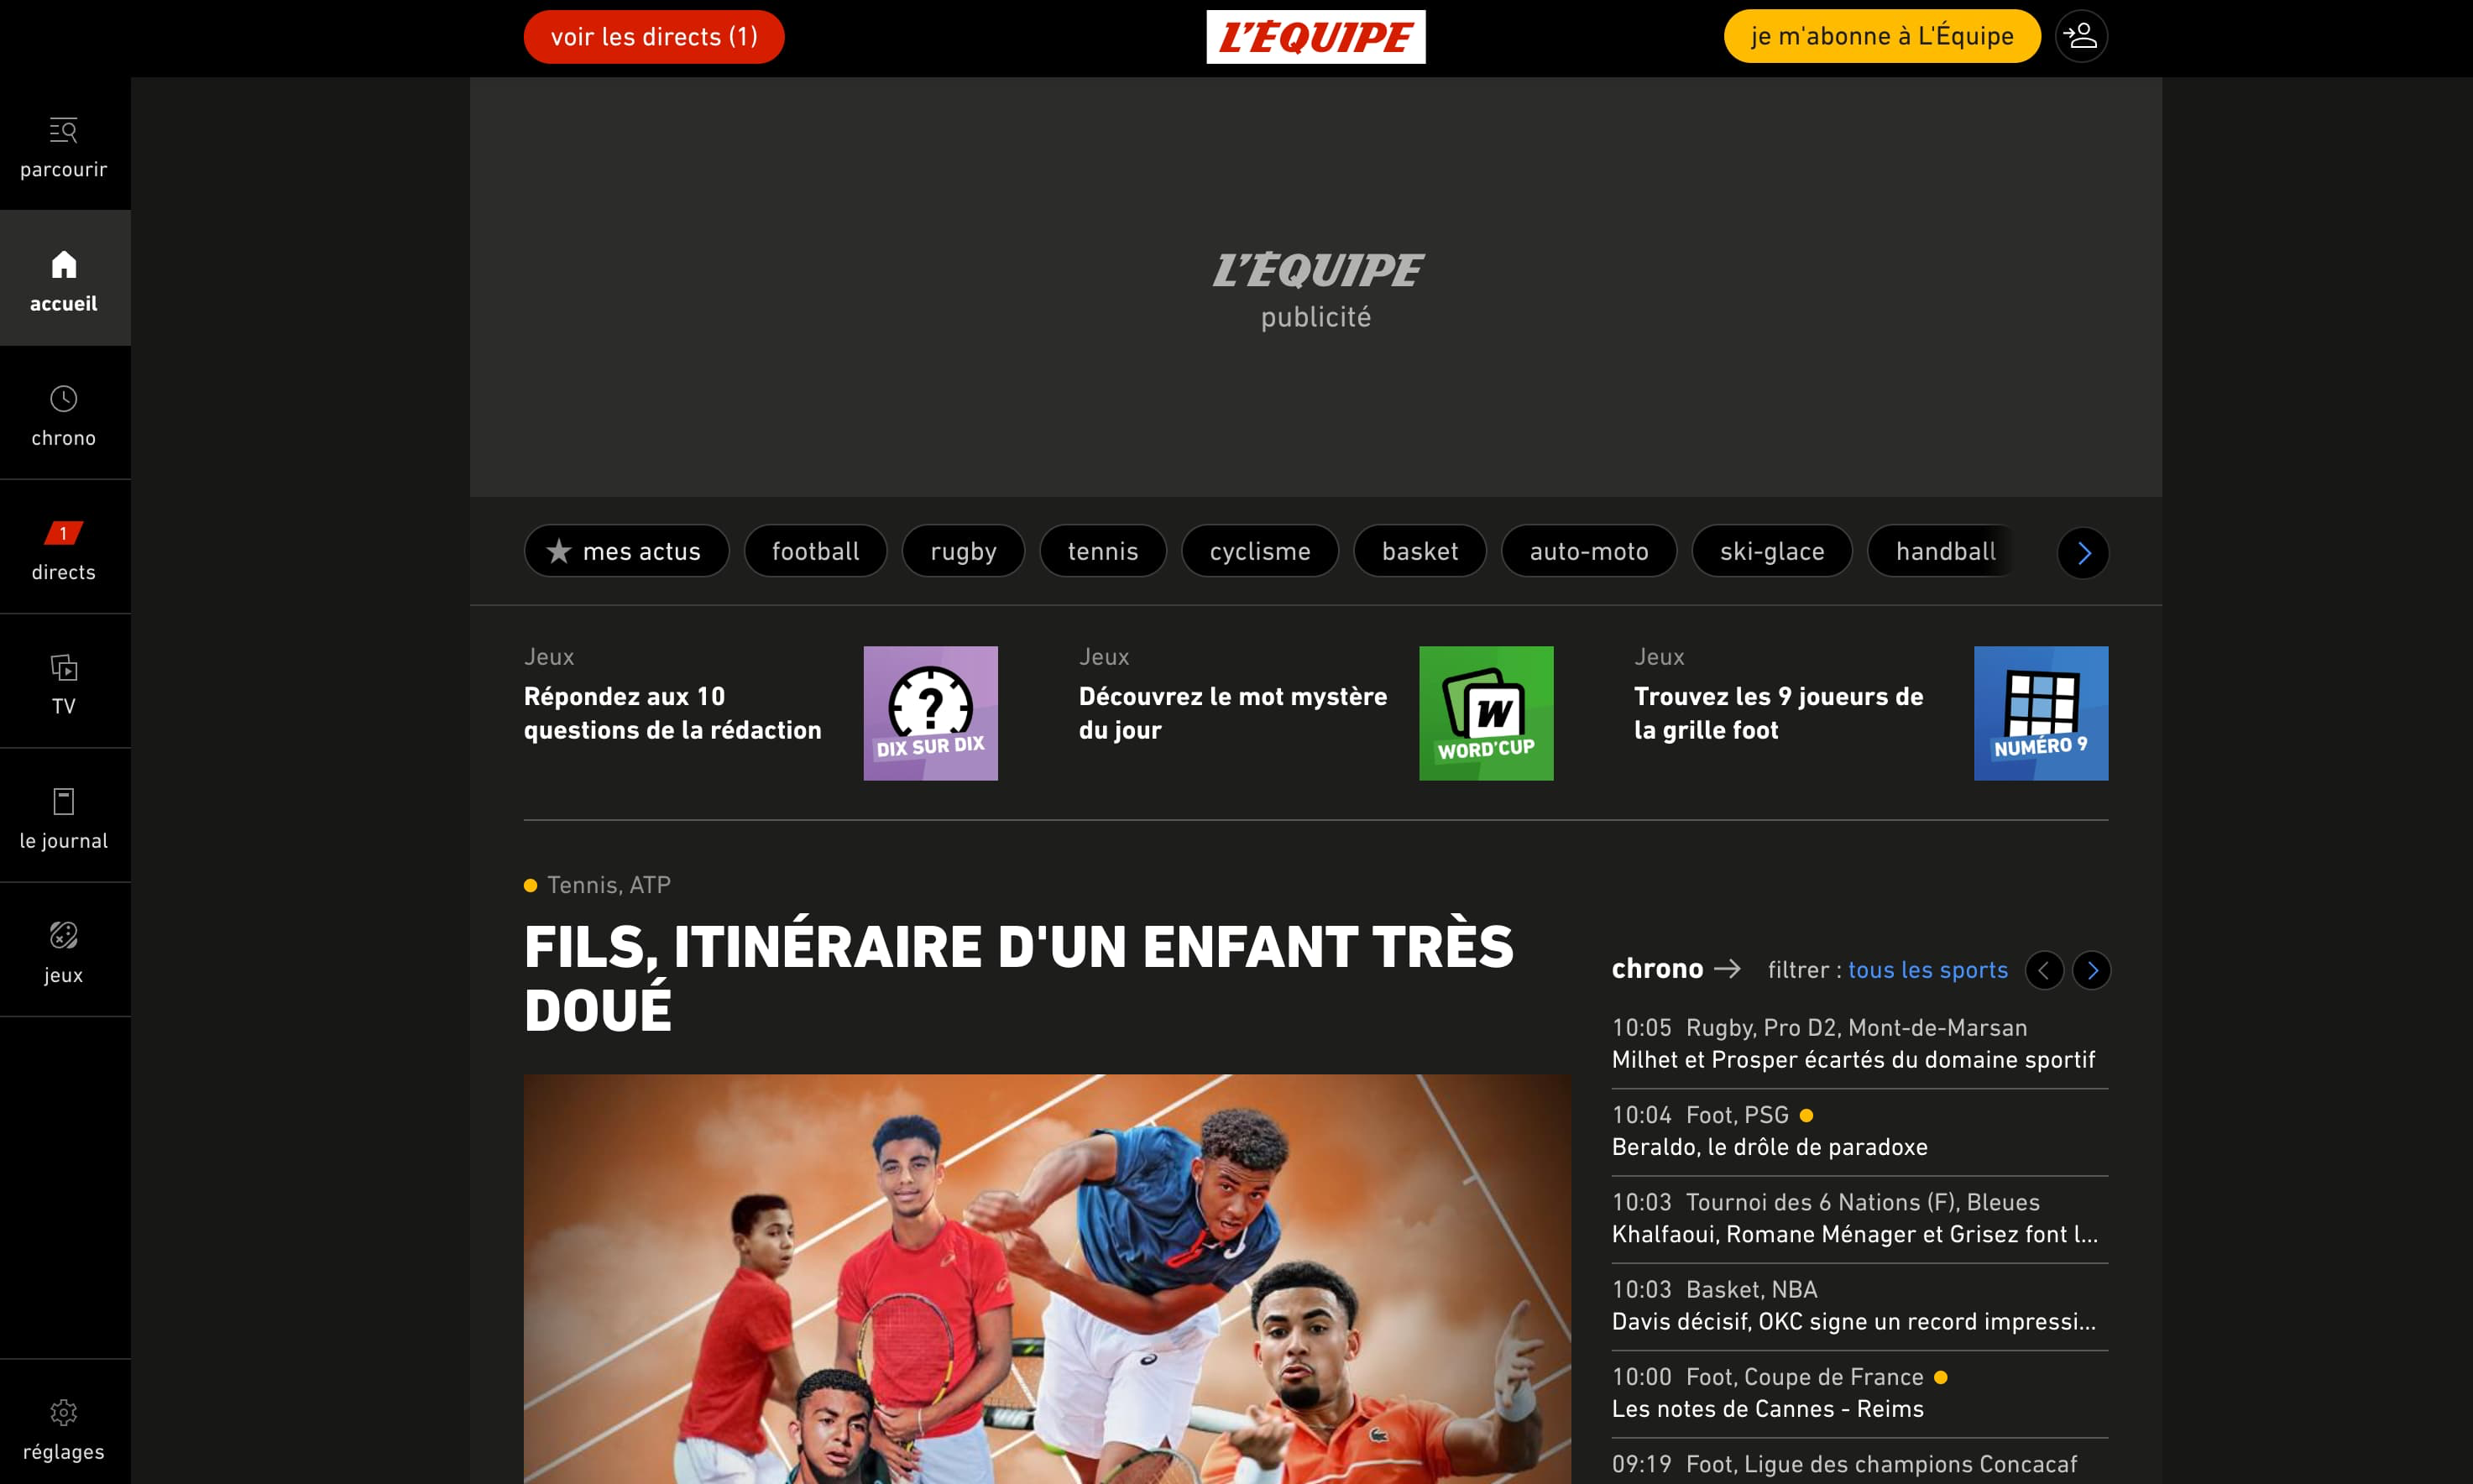 voir les directs (1)
L'ÉQUIPE
je m'abonne à L'Équipe
parcourir
accueil
chrono
1
directs
TV
le journal
jeux
réglages
L'ÉQUIPE
publicité
mes actus
football
rugby
tennis
cyclisme
basket
auto-moto
ski-glace
handball
Jeux
Répondez aux 10
questions de la rédaction
?
DIX SUR DIX
Jeux
Découvrez le mot mystère
du jour
W
WORD'CUP
Jeux
Trouvez les 9 joueurs de
la grille foot
NUMÉRO 9
Tennis, ATP
FILS, ITINÉRAIRE D'UN ENFANT TRÈS
DOUÉ
chrono → filtrer : tous les sports
10:05 Rugby, Pro D2, Mont-de-Marsan
Milhet et Prosper écartés du domaine sportif
10:04 Foot, PSG
Beraldo, le drôle de paradoxe
10:03 Tournoi des 6 Nations (F), Bleues
Khalfaoui, Romane Ménager et Grisez font l...
10:03 Basket, NBA
Davis décisif, OKC signe un record impressi...
10:00 Foot, Coupe de France
Les notes de Cannes - Reims
09:19 Foot, Ligue des champions Concacaf